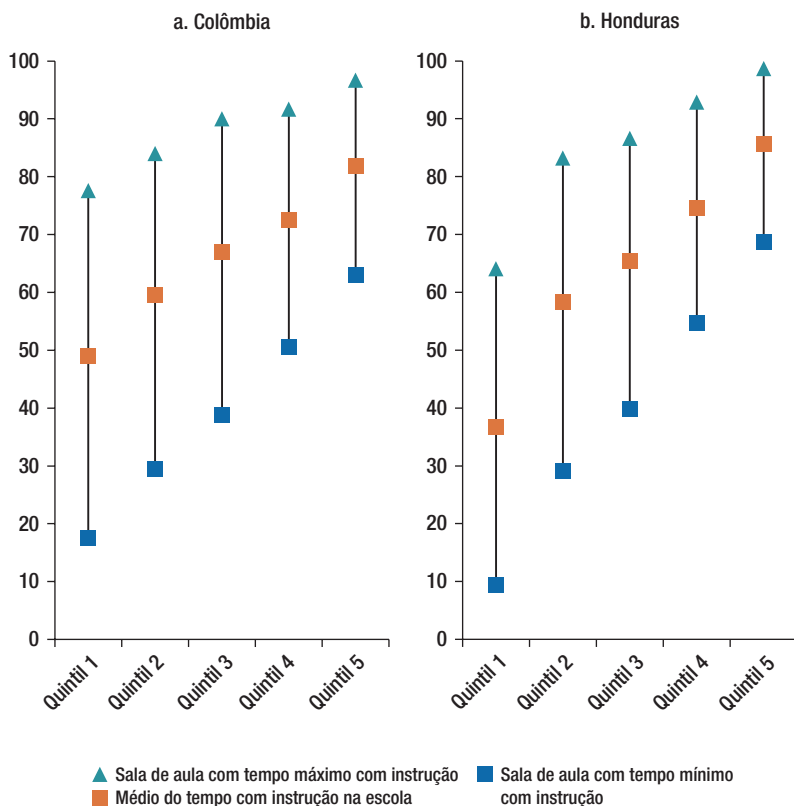 a. Colômbia
100
90
80
70
60
50
40
30
20
10
0
Quintil 1
Quintil 2
Quintil 3
Quintil 4
Quintil 5
b. Honduras
100
90
80
70
60
50
40
30
20
10
0
Quintil 1
Quintil 2
Quintil 3
Quintil 4
Quintil 5
Sala de aula com tempo máximo com instrução
Médio do tempo com instrução na escola
Sala de aula com tempo mínimo
com instrução